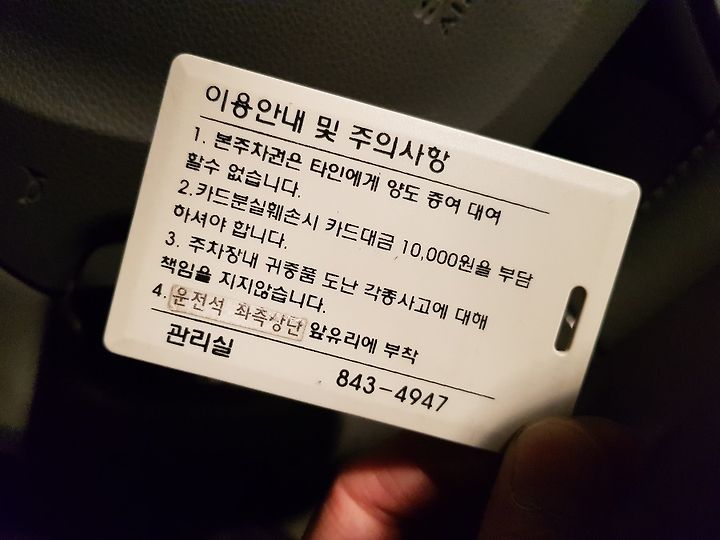 이용안내 및 주의사항
1. 본주차권은 타인에게 양도 증여 대여
할수 없습니다.
2.카드분실훼손시 카드대금 10,000원을 부담
하셔야 합니다.
3. 주차장내 귀중품 도난 각종사고에 대해
책임을 지지않습니다.
4.운전석 좌측상단 앞유리에 부착
관리실 843-4947